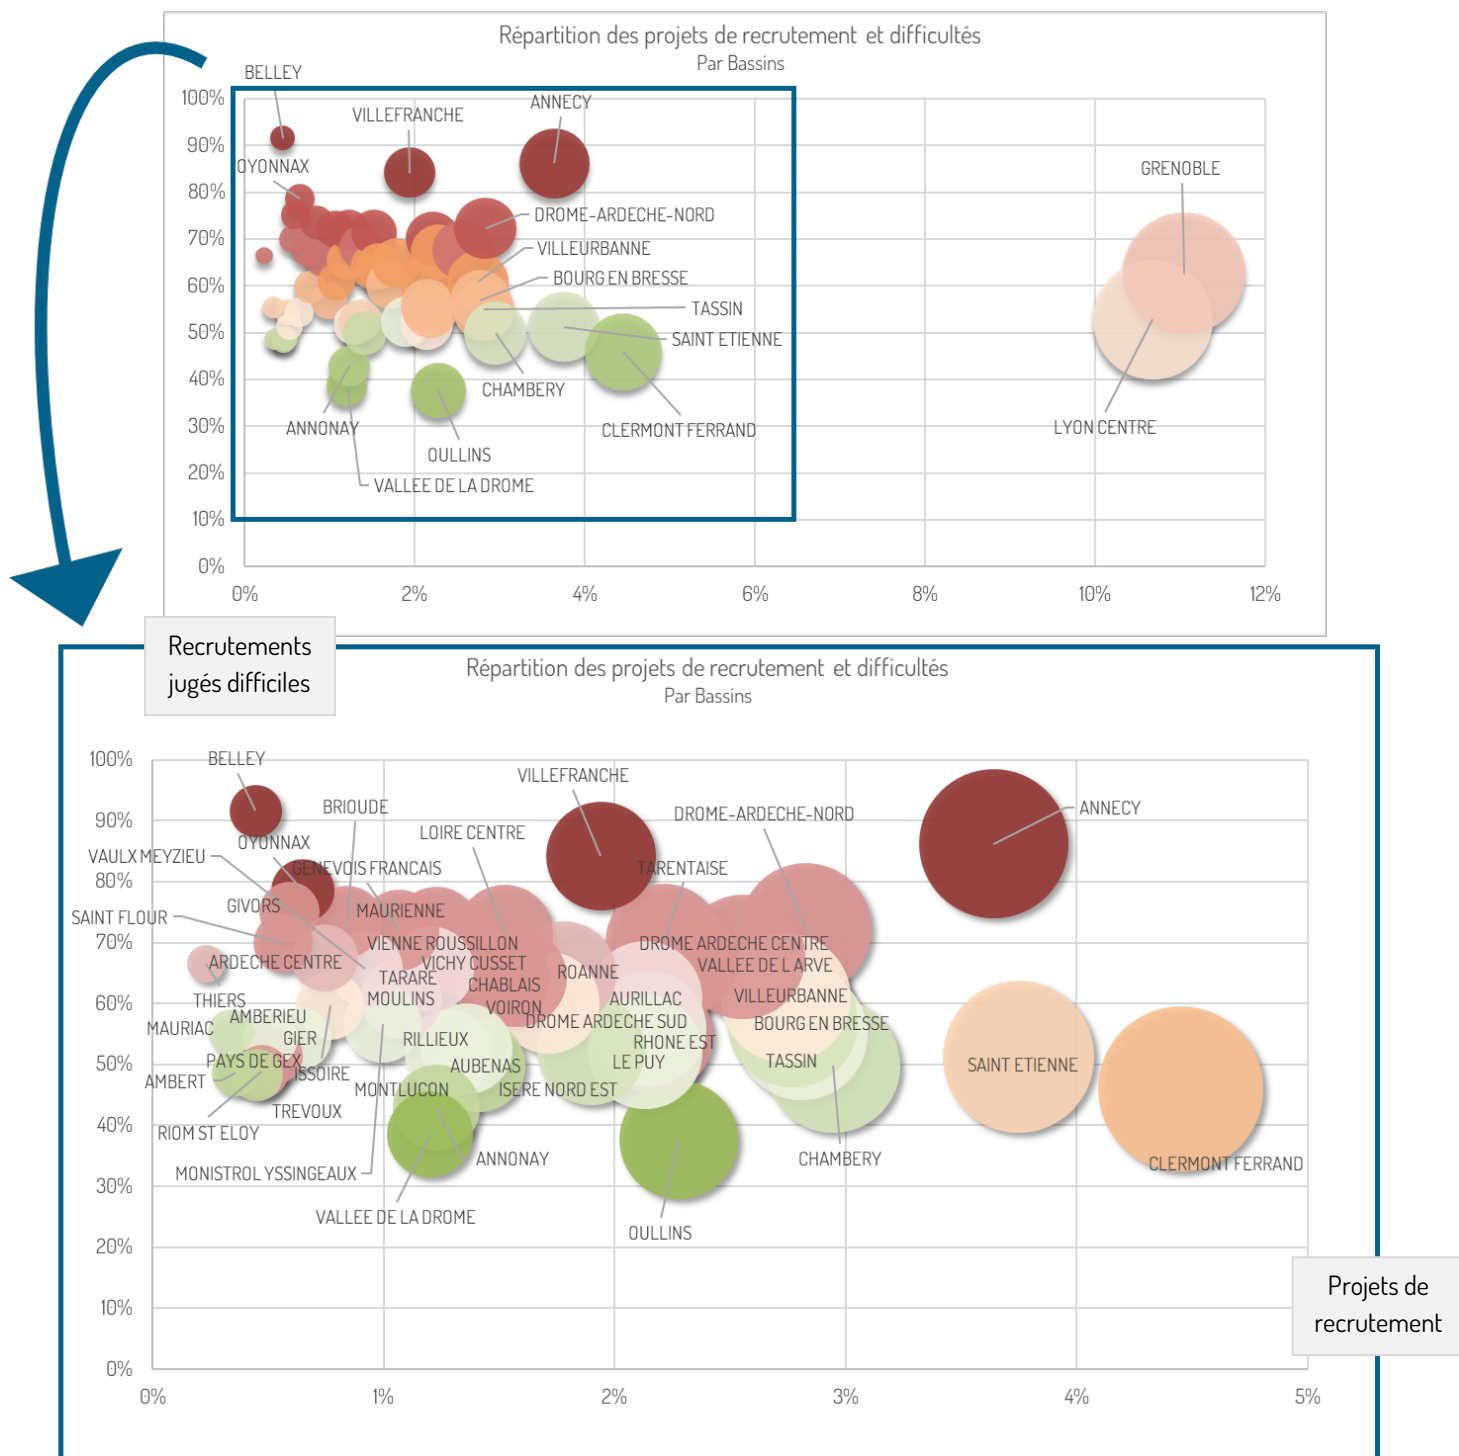 Répartition des projets de recrutement et difficultés
Par Bassins
BELLEY
100%
VILLEFRANCHE
ANNECY
90%
OYONNAX
GRENOBLE
80%
DROME-ARDECHE-NORD
70%
VILLEURBANNE
60%
BOURG EN BRESSE
TASSIN
50%
SAINT ETIENNE
40%
CHAMBERY
ANNONAY
CLERMONT FERRAND
LYON CENTRE
30%
OULLINS
20%
VALLEE DE LA DROME
10%
0%
0% 2% 4% 6% 8% 10% 12%
Recrutements
jugés difficiles
Répartition des projets de recrutement et difficultés
Par Bassins
100%
BELLEY
VILLEFRANCHE
BRIOUDE
DROME-ARDECHE-NORD
ANNECY
90%
LOIRE CENTRE
OYONNAX
VAULX MEYZIEU
GENEVOIS FRANCAIS
TARENTAISE
80%
GIVORS
MAURIENNE
SAINT FLOUR
70%
VIENNE ROUSSILLON
DROME ARDECHE CENTRE
ARDECHE CENTRE
VICHY CUSSET
VALLEE DE L ARVE
ROANNE
TARARE
CHABLAIS
THIERS
MOULINS
AURILLAC
VILLEURBANNE
60%
VOIRON
AMBERIEU
DROME ARDECHE SUD
BOURG EN BRESSE
MAURIAC
GIER
RILLIEUX
RHONE EST
PAYS DE GEX
AUBENAS
LE PUY
TASSIN
SAINT ETIENNE
50%
ISSOIRE
AMBERT
MONTLUCON
ISERE NORD EST
TREVOUX
40%
RIOM ST ELOY
ANNONAY
CHAMBERY
CLERMONT FERRAND
MONISTROL YSSINGEAUX
30%
VALLEE DE LA DROME
OULLINS
20%
10%
0%
Projets de
recrutement
0% 1% 2% 3% 4% 5%